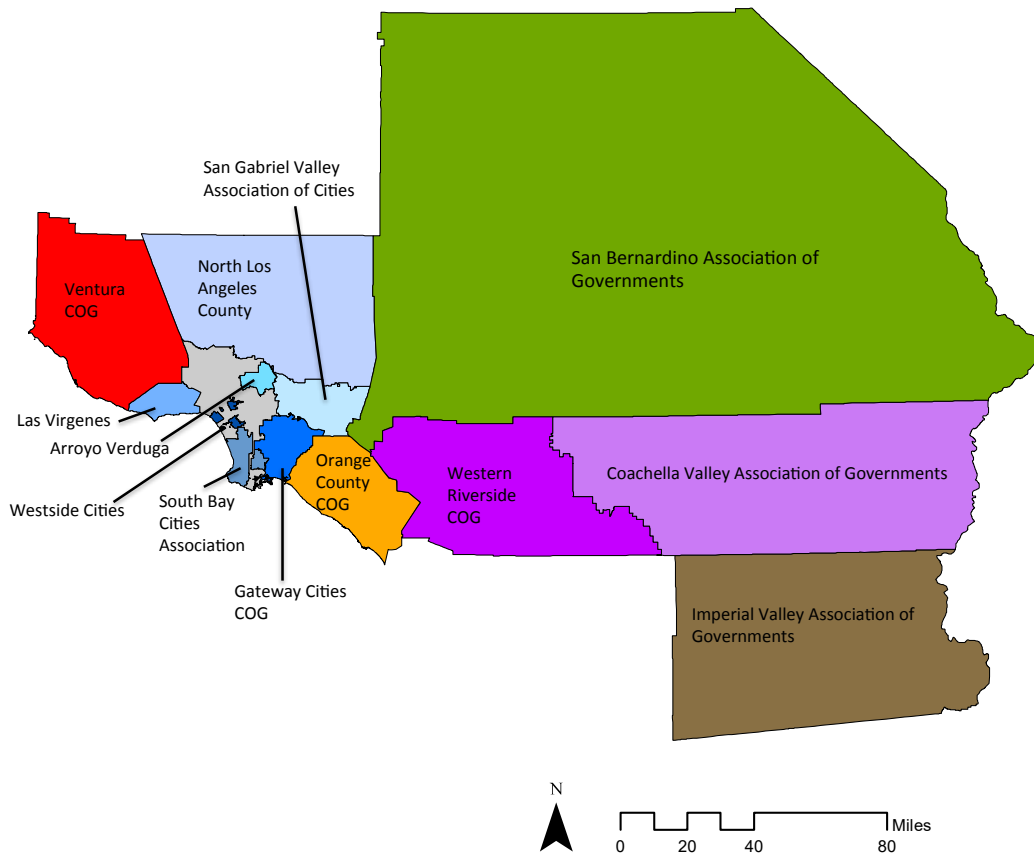 San Gabriel Valley
Association of Cities
San Bernardino Association of
Governments
North Los
Angeles
County
Ventura
COG
Las Virgenes
Arroyo Verduga
Westside Cities
South Bay
Cities
Association
Orange
County
COG
Western
Riverside
COG
Coachella Valley Association of Governments
Gateway Cities
COG
Imperial Valley Association of
Governments
N
Miles
0 20 40 80